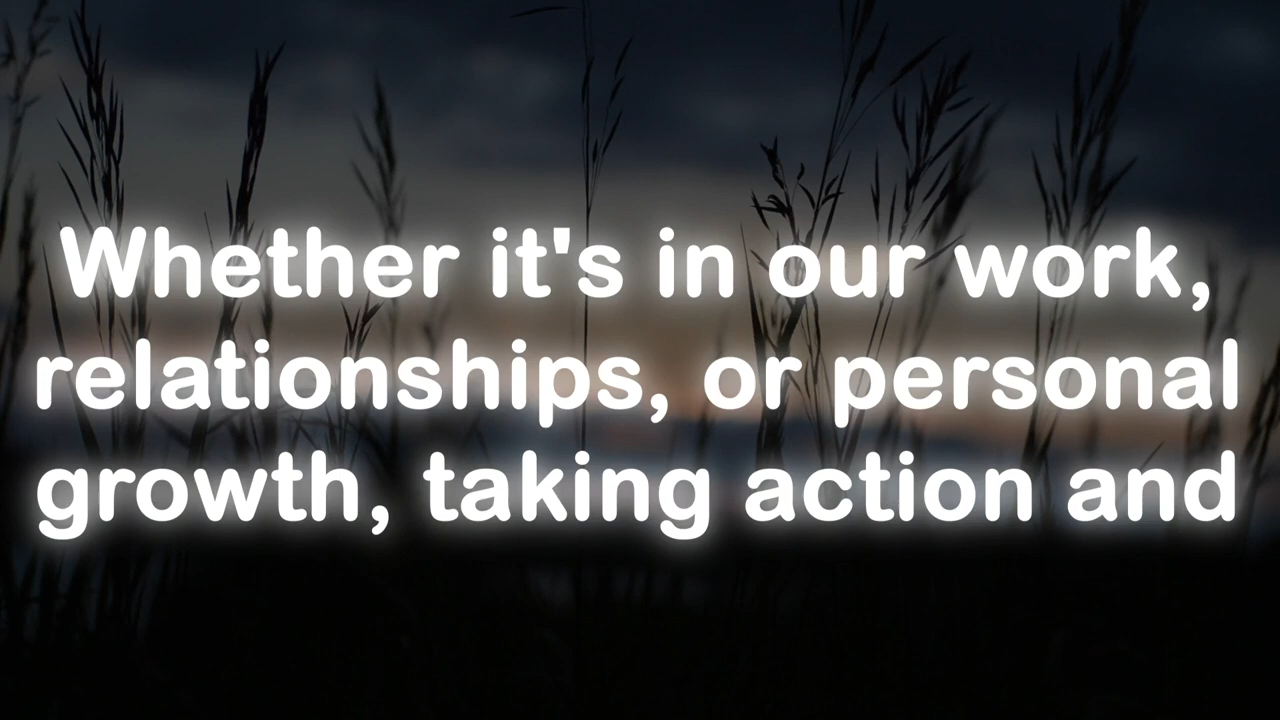 Whether it's in our work,
relationships, or personal
growth, taking action and